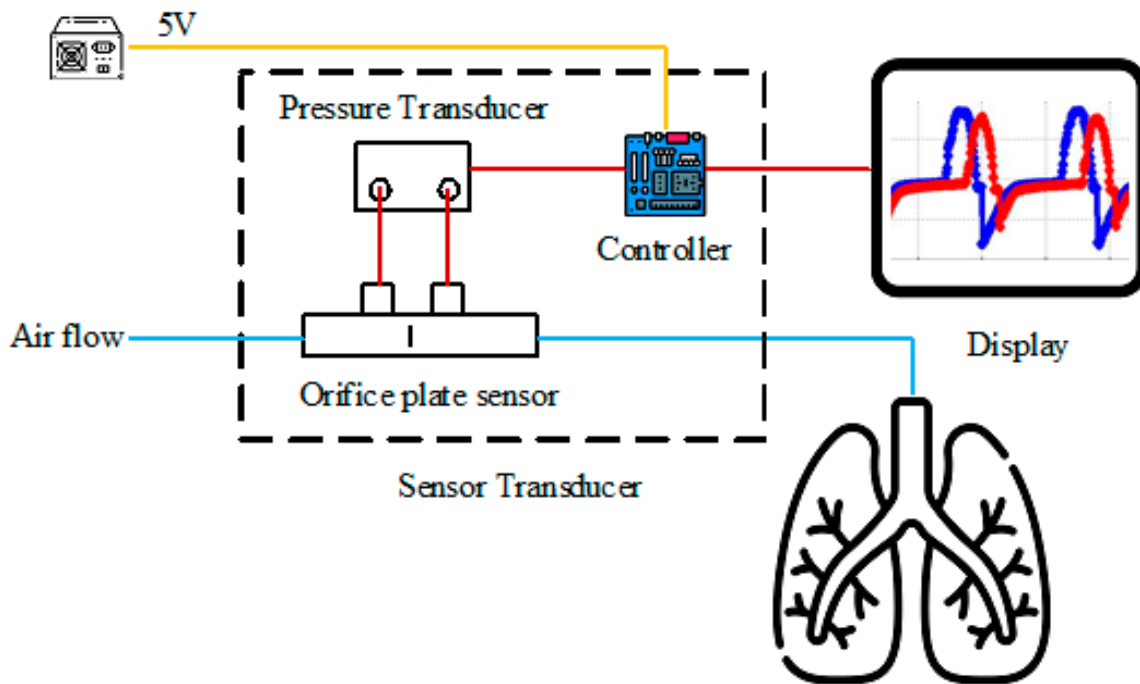 5V
Pressure Transducer
Controller
Air flow
Display
Orifice plate sensor
Sensor Transducer